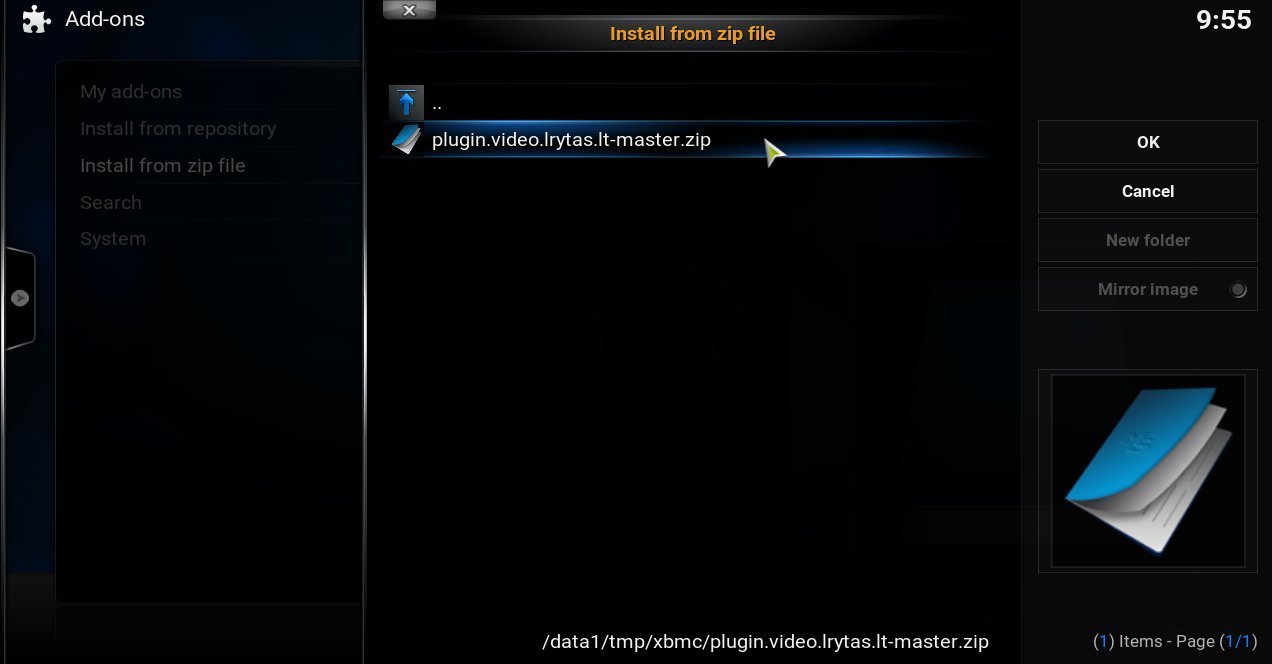 Add-ons
My add-ons
Install from repository
Install from zip file
Search
System
Install from zip file
..
plugin.video.lrytas.lt-master.zip
9:55
OK
Cancel
New folder
Mirror image
/data1/tmp/xbmc/plugin.video.lrytas.lt-master.zip
(1) Items - Page (1/1)